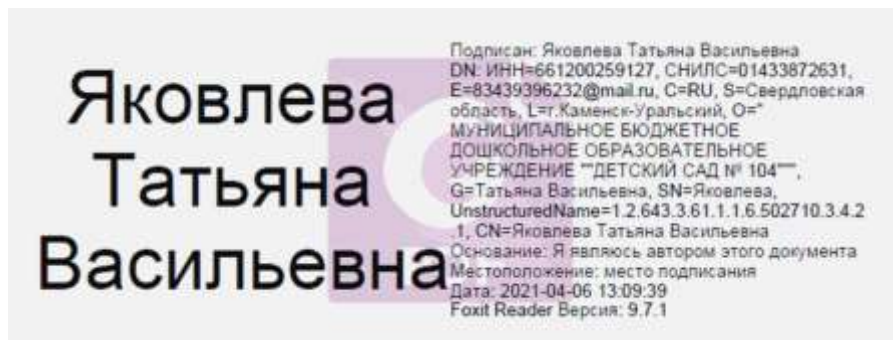 Яковлева
Татьяна
Васильевна
Подписан: Яковлева Татьяна Васильевна
DN: ИНН=661200259127, СНИЛС=01433872631,
E=83439396232@mail.ru, C=RU, S=Свердловская
область, L=г.Каменск-Уральский, O="
МУНИЦИПАЛЬНОЕ БЮДЖЕТНОЕ
ДОШКОЛЬНОЕ ОБРАЗОВАТЕЛЬНОЕ
УЧРЕЖДЕНИЕ ""ДЕТСКИЙ САД № 104""",
G=Татьяна Васильевна, SN=Яковлева,
UnstructuredName=1.2.643.3.61.1.1.6.502710.3.4.2
.1, CN=Яковлева Татьяна Васильевна
Основание: Я являюсь автором этого документа
Местоположение: место подписания
Дата: 2021-04-06 13:09:39
Foxit Reader Версия: 9.7.1